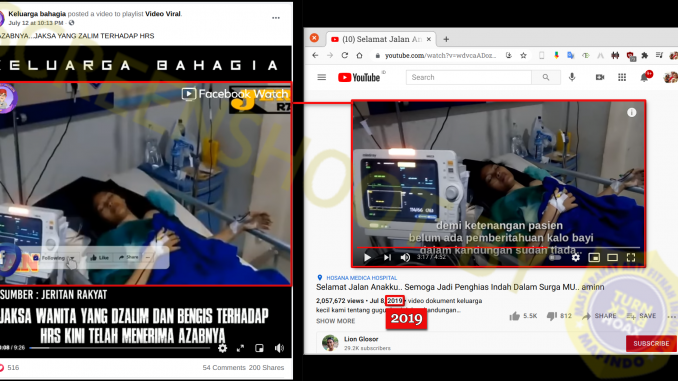 Keluarga bahagia posted a video to playlist Video Viral.
July 12 at 10:13 PM
AZABNYA..JAKSA YANG ZALIM TERHADAP HRS
KELUARGA BAHAGIA
Facebook Watch
Following
Like
Share
SUMBER : JERITAN RAKYAT
JAKSA WANITA YANG DZALIM DAN BENGIS TERHADAP
HRS KINI TELAH MENERIMA AZABNYA
0:08 / 9:26
516
54 Comments 200 Shares
SCREENSHOT
(10) Selamat Jalan An
youtube.com/watch?v=wdvcaADoz..
YouTube
ID
Search
9+
demi ketenangan pasien
belum ada pemberitahuan kalo bayi
dalam kandungan sudah tiada..
3:17 / 4:52
HOSANA MEDICA HOSPITAL
Selamat Jalan Anakku.. Semoga Jadi Penghias Indah Dalam Surga MU.. aminn
2,057,672 views • Jul 8, 2019 • video dokument keluarga
kecil kami tentang
SHOW MORE
2019
5.5K
812
SHARE
SAVE
Lion Glosor
29.2K subscribers
SUBSCRIBE
TURN
BACK
HOAX
MAFINDO